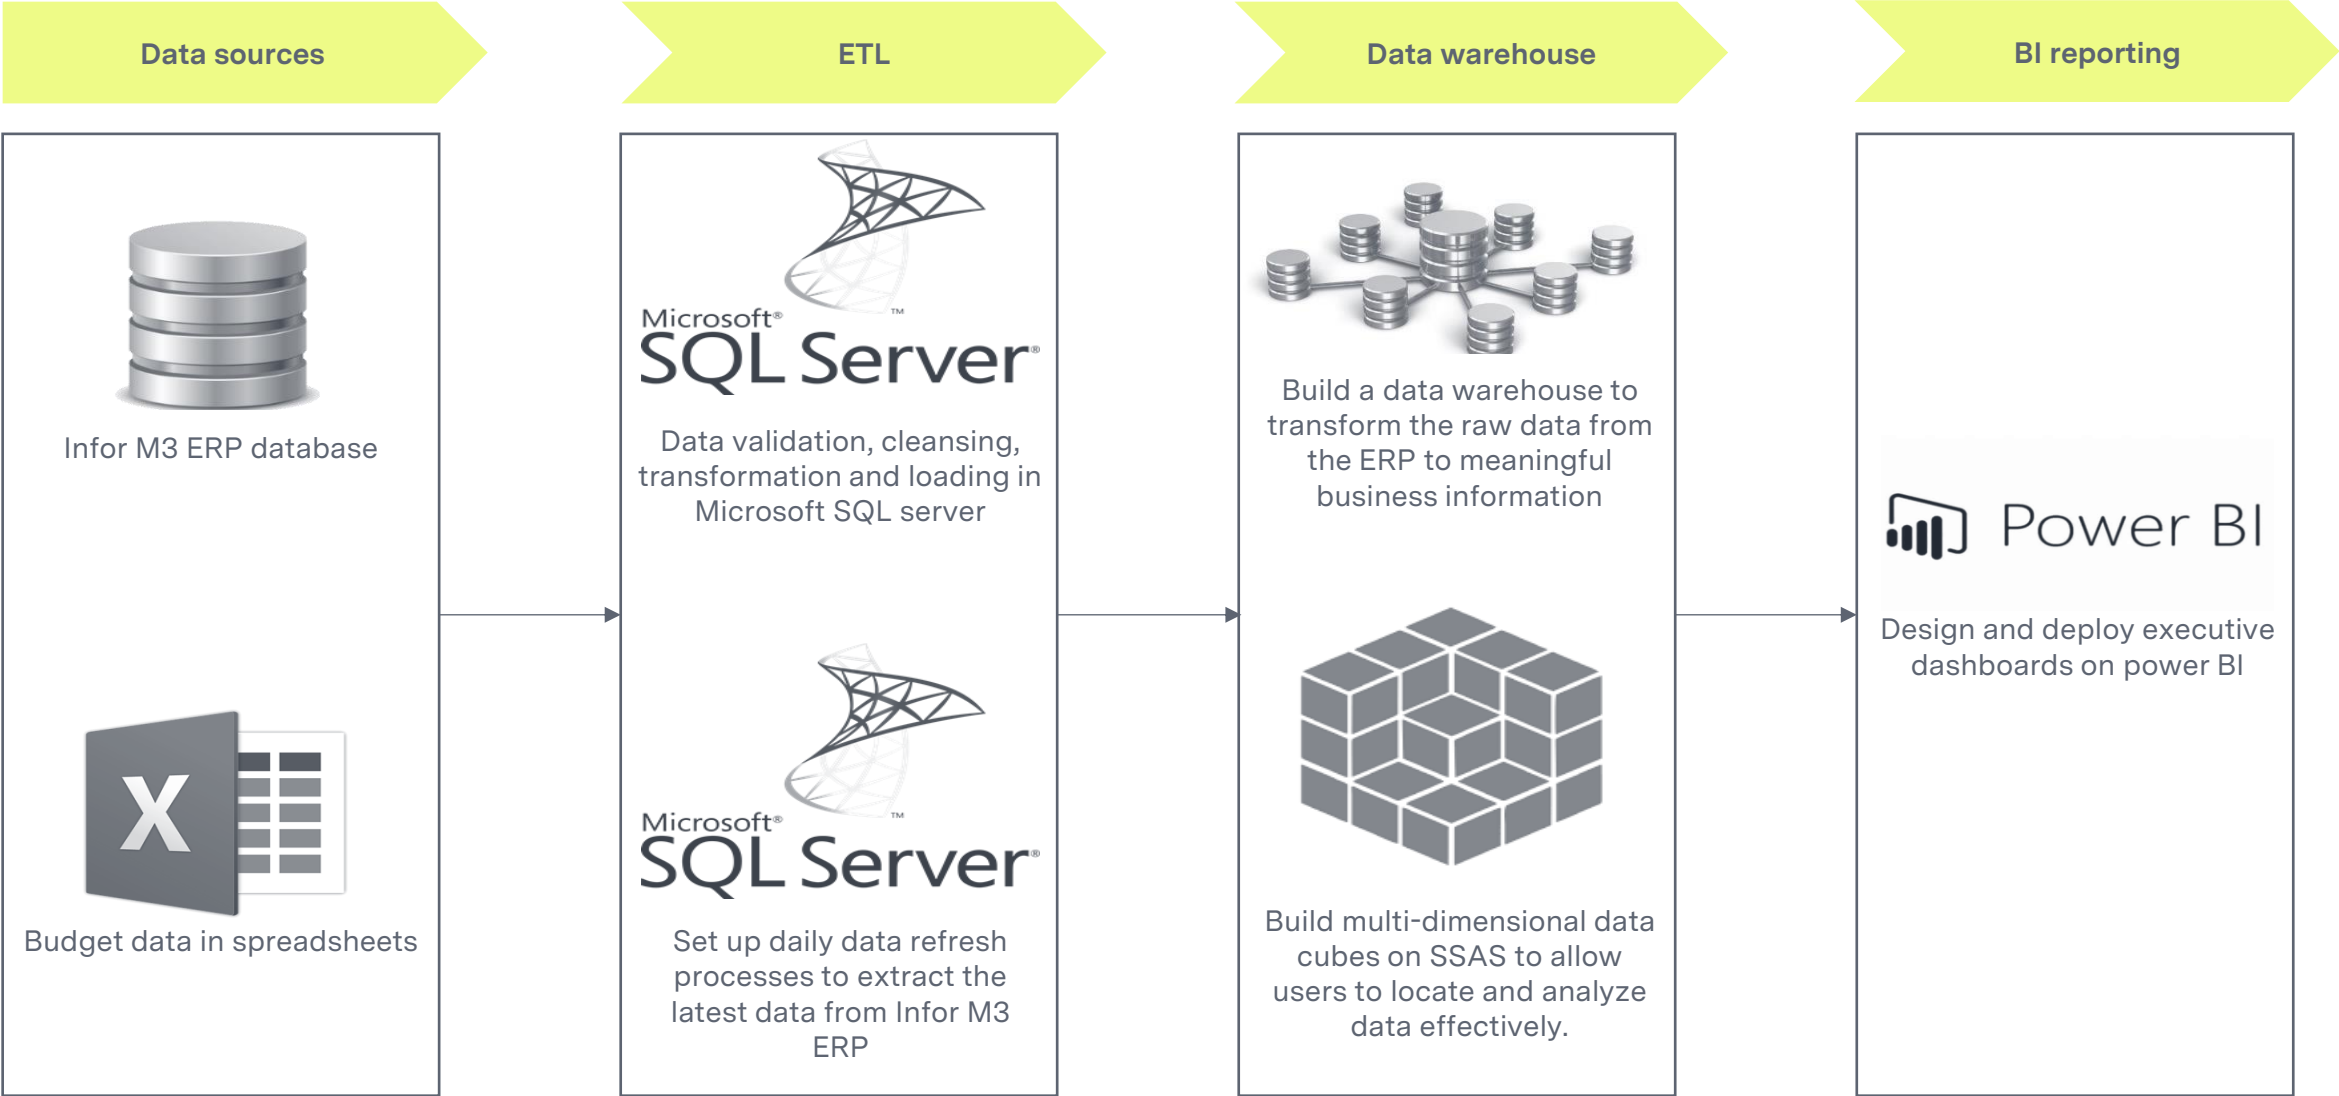 Data sources
ETL
Data warehouse
BI reporting
Infor M3 ERP database
X
Budget data in spreadsheets
Microsoft®
SQL Server®
™
Data validation, cleansing,
transformation and loading in
Microsoft SQL server
Microsoft®
SQL Server®
™
Set up daily data refresh
processes to extract the
latest data from Infor M3
ERP
Build a data warehouse to
transform the raw data from
the ERP to meaningful
business information
Build multi-dimensional data
cubes on SSAS to allow
users to locate and analyze
data effectively.
Power BI
Design and deploy executive
dashboards on power BI